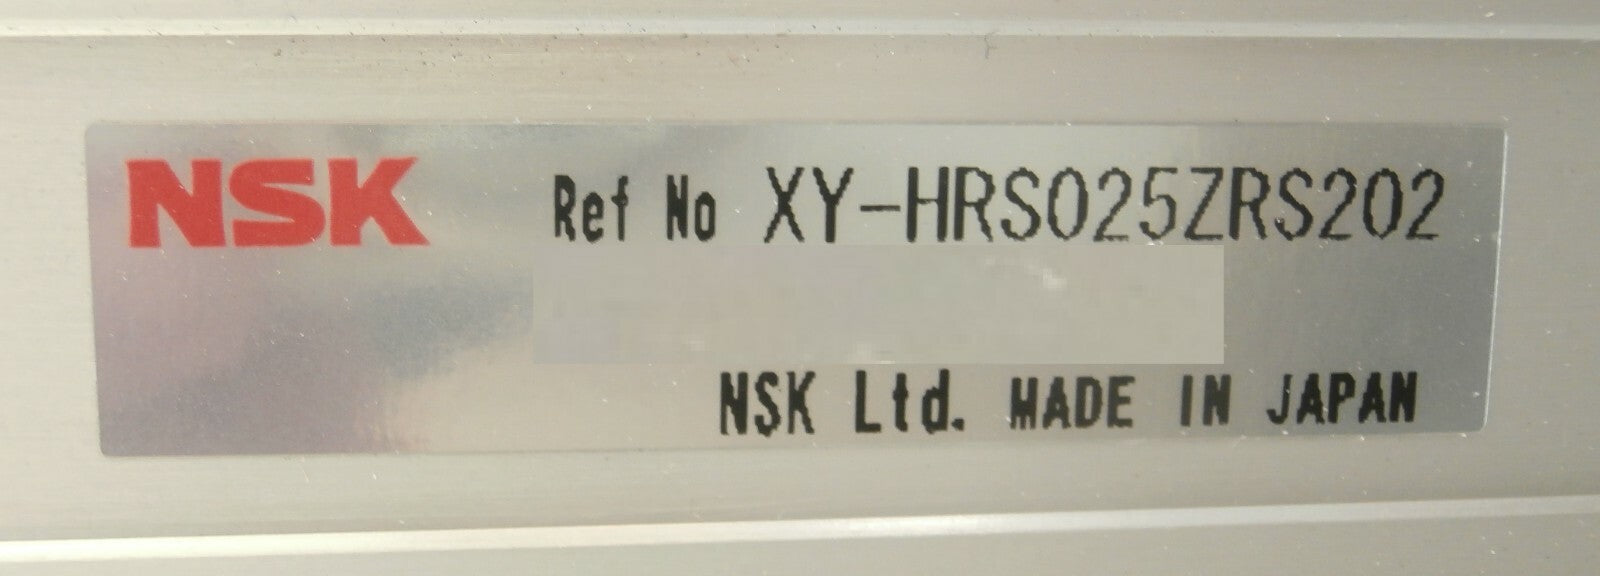 NSK Ref No XY-HRS025ZRS202
NSK Ltd. MADE IN JAPAN